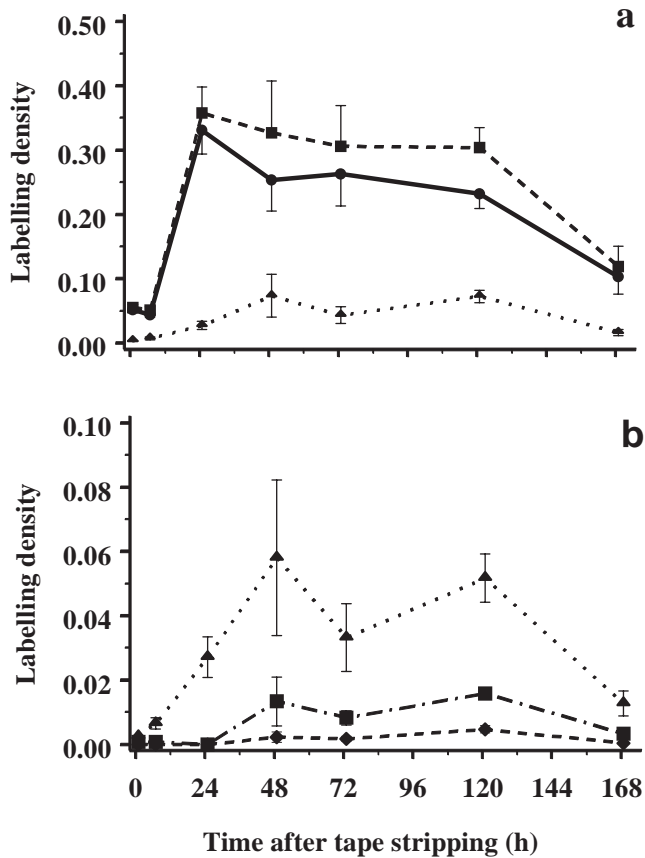 a
0.50
0.40
0.30
0.20
0.10
0.00
Labelling density
b
0.10
0.08
0.06
0.04
0.02
0.00
Labelling density
0 24 48 72 96 120 144 168
Time after tape stripping (h)